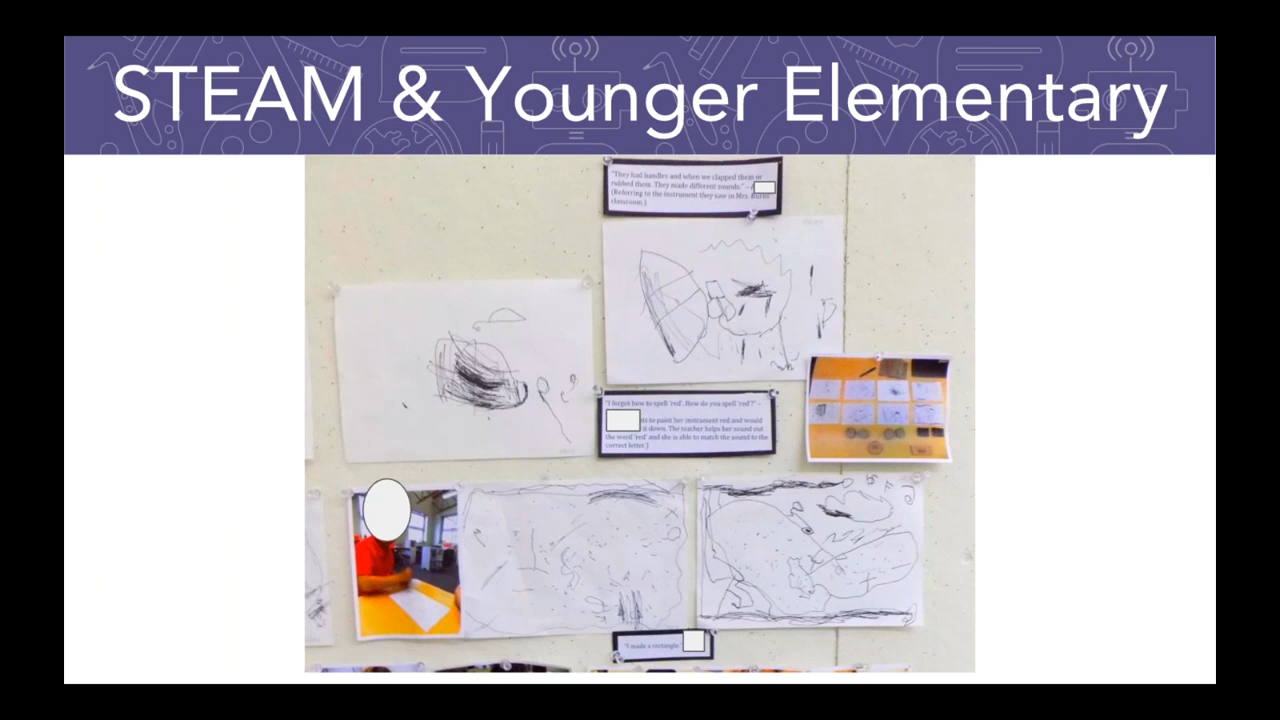 STEAM & Younger Elementary
"They had handles and when we clapped them or
rubbed them. They made different sounds." –
(Referring to the instrument they saw in Mrs. Burns
classroom.)
"I forgot how to spell 'red'. How do you spell 'red'?" –
to paint her instrument red and would
it down. The teacher helps her sound out
the word 'red' and she is able to match the sound to the
correct letter.)
"I made a rectangle."